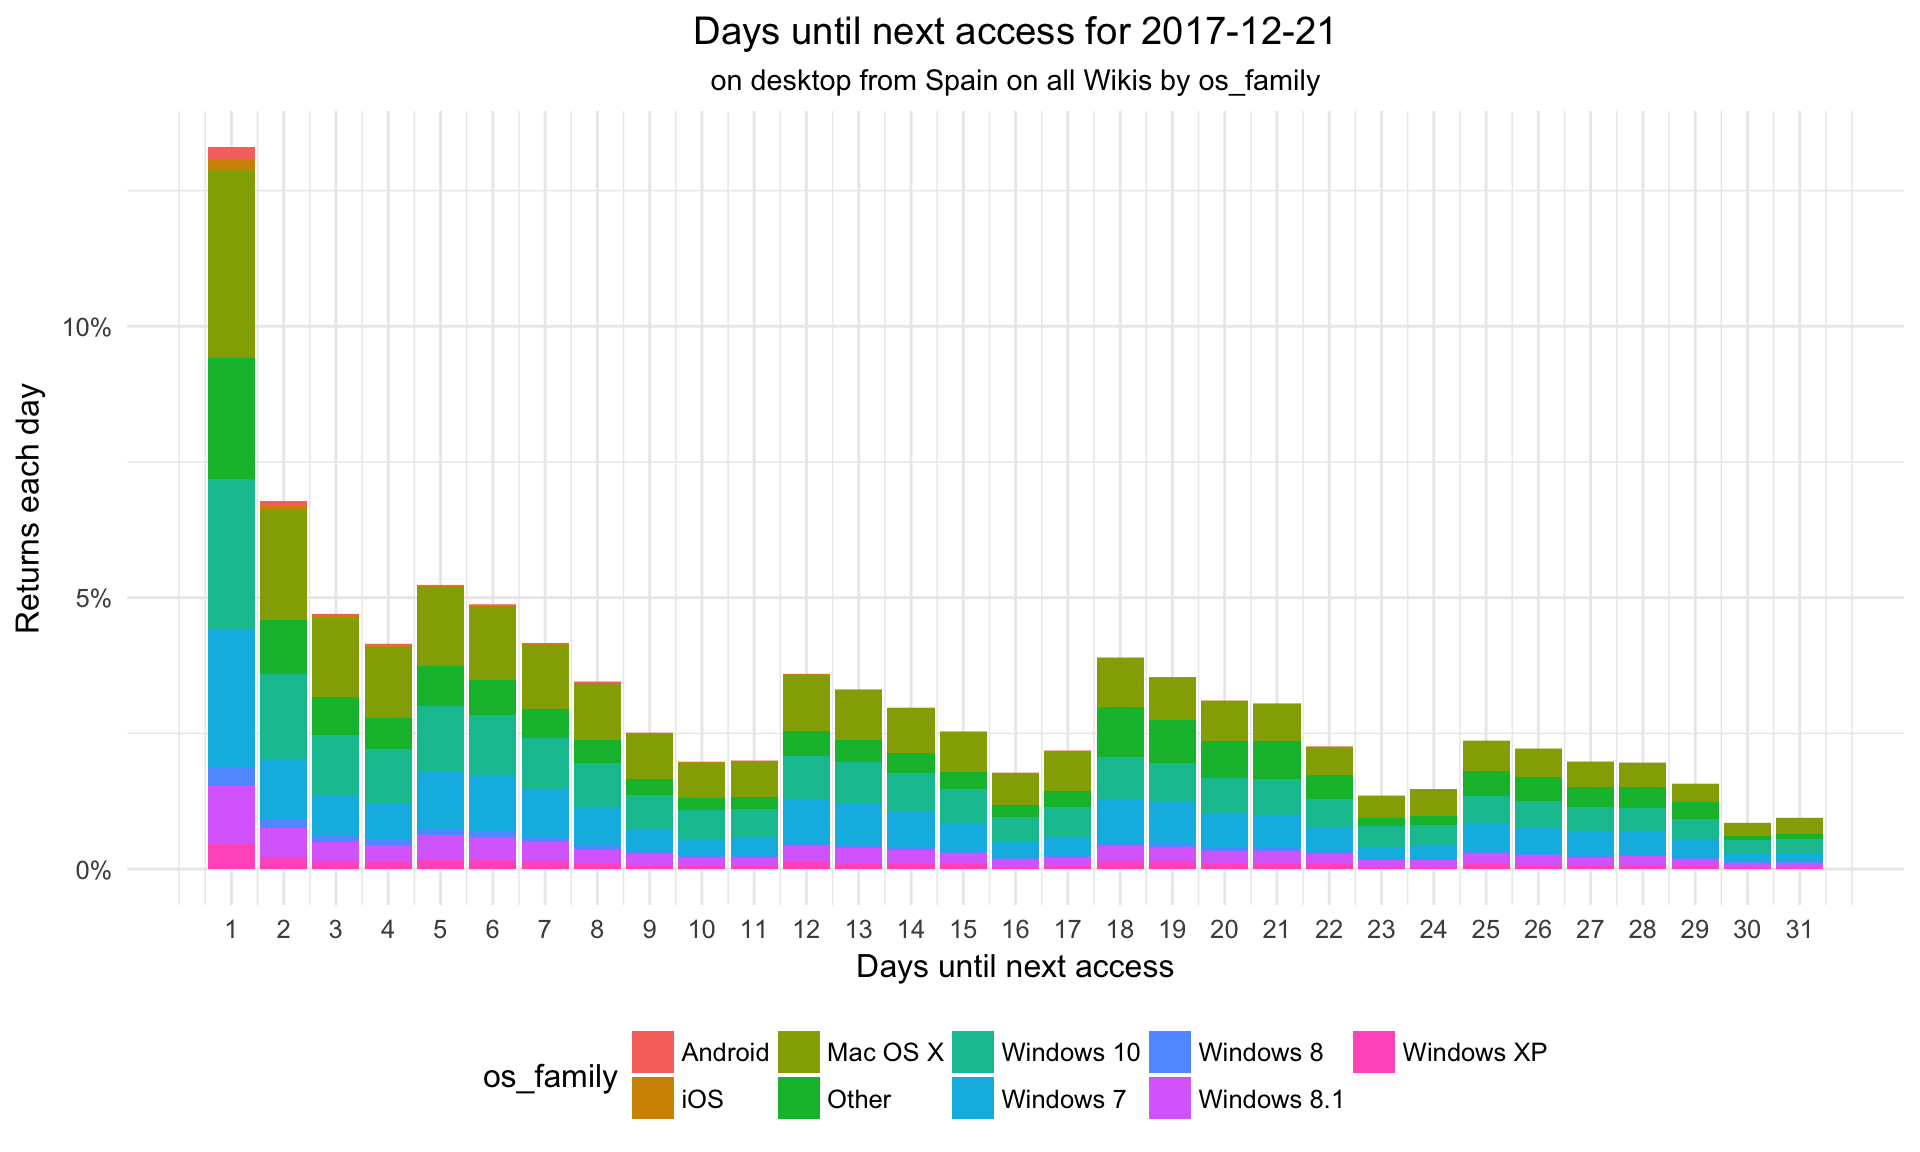 Days until next access for 2017-12-21
on desktop from Spain on all Wikis by os_family
Returns each day
10%
5%
0%
1 2 3 4 5 6 7 8 9 10 11 12 13 14 15 16 17 18 19 20 21 22 23 24 25 26 27 28 29 30 31
Days until next access
os_family
Android Mac OS X Windows 10 Windows 8 Windows XP
iOS Other Windows 7 Windows 8.1